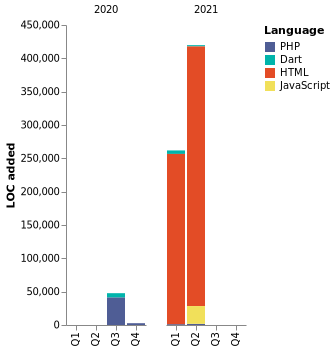 2020 2021
Language
PHP
Dart
HTML
JavaScript
LOC added
450,000
400,000
350,000
300,000
250,000
200,000
150,000
100,000
50,000
0
Q1 Q2 Q3 Q4 Q1 Q2 Q3 Q4